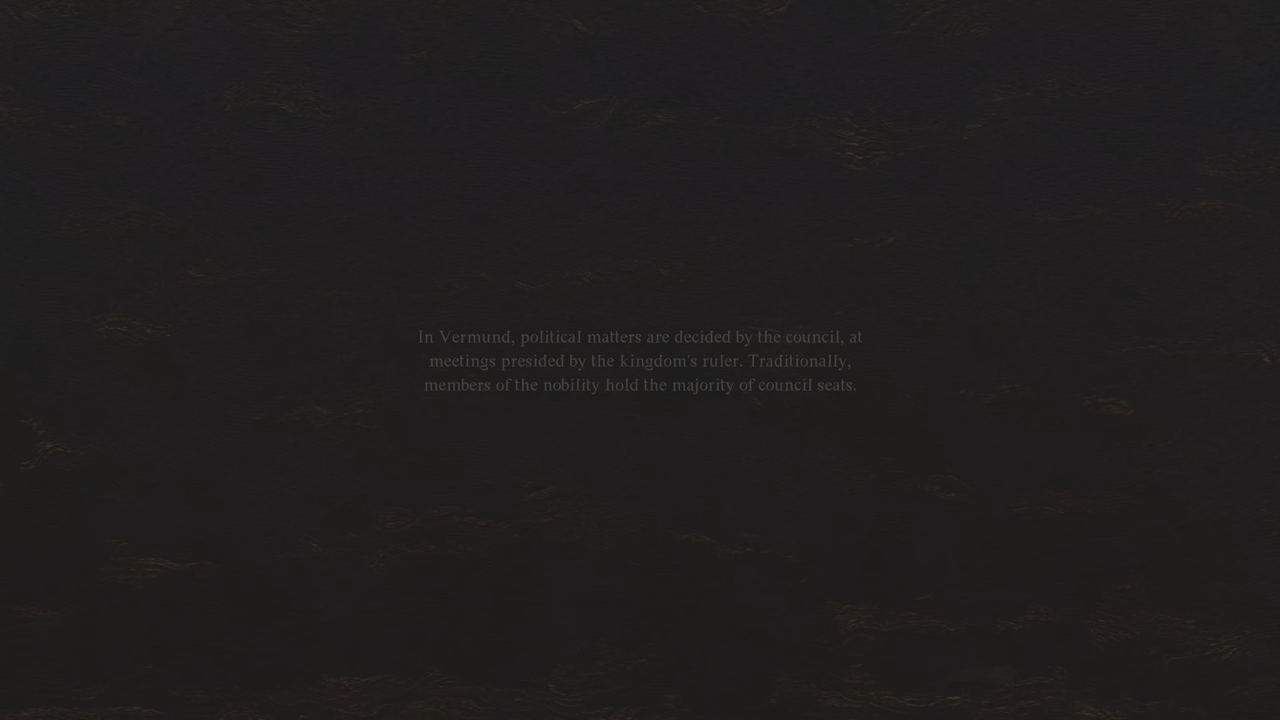 In Vermund, political matters are decided by the council, at
meetings presided by the kingdom's ruler. Traditionally,
members of the nobility hold the majority of council seats.